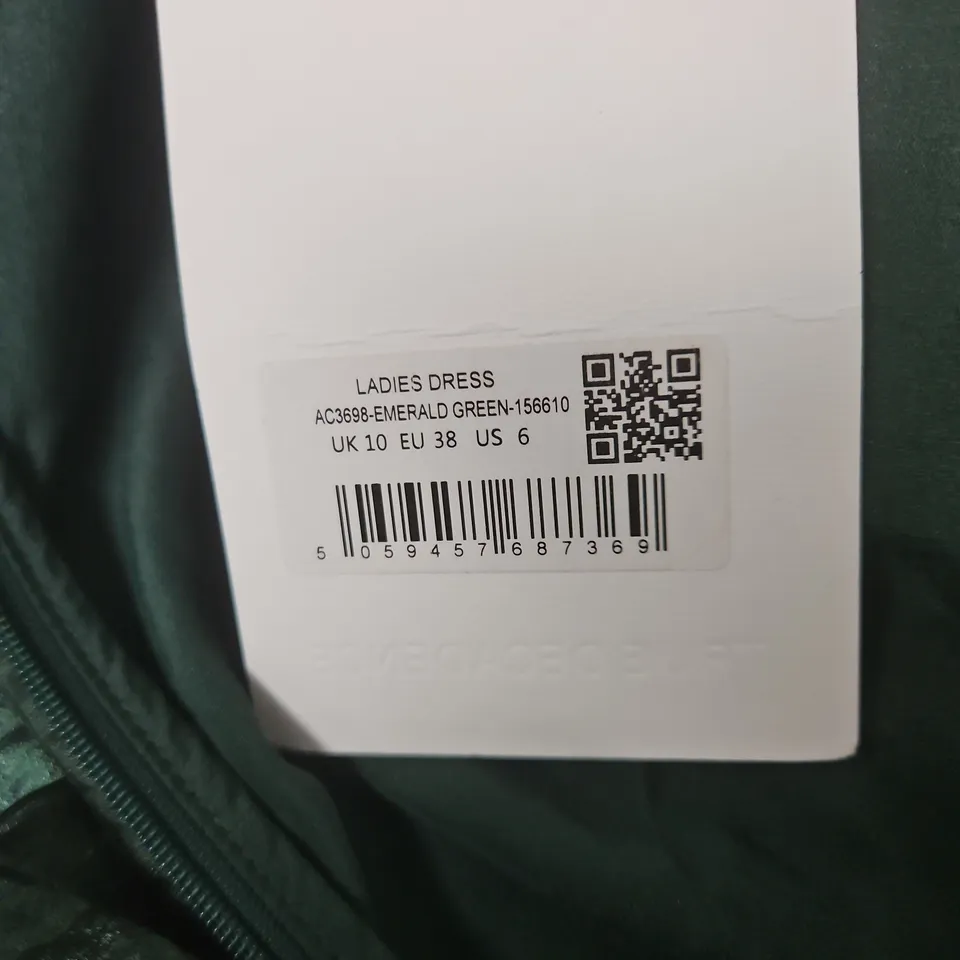 LADIES DRESS
AC3698-EMERALD GREEN-156610
UK 10 EU 38 US 6
5 059457 687369